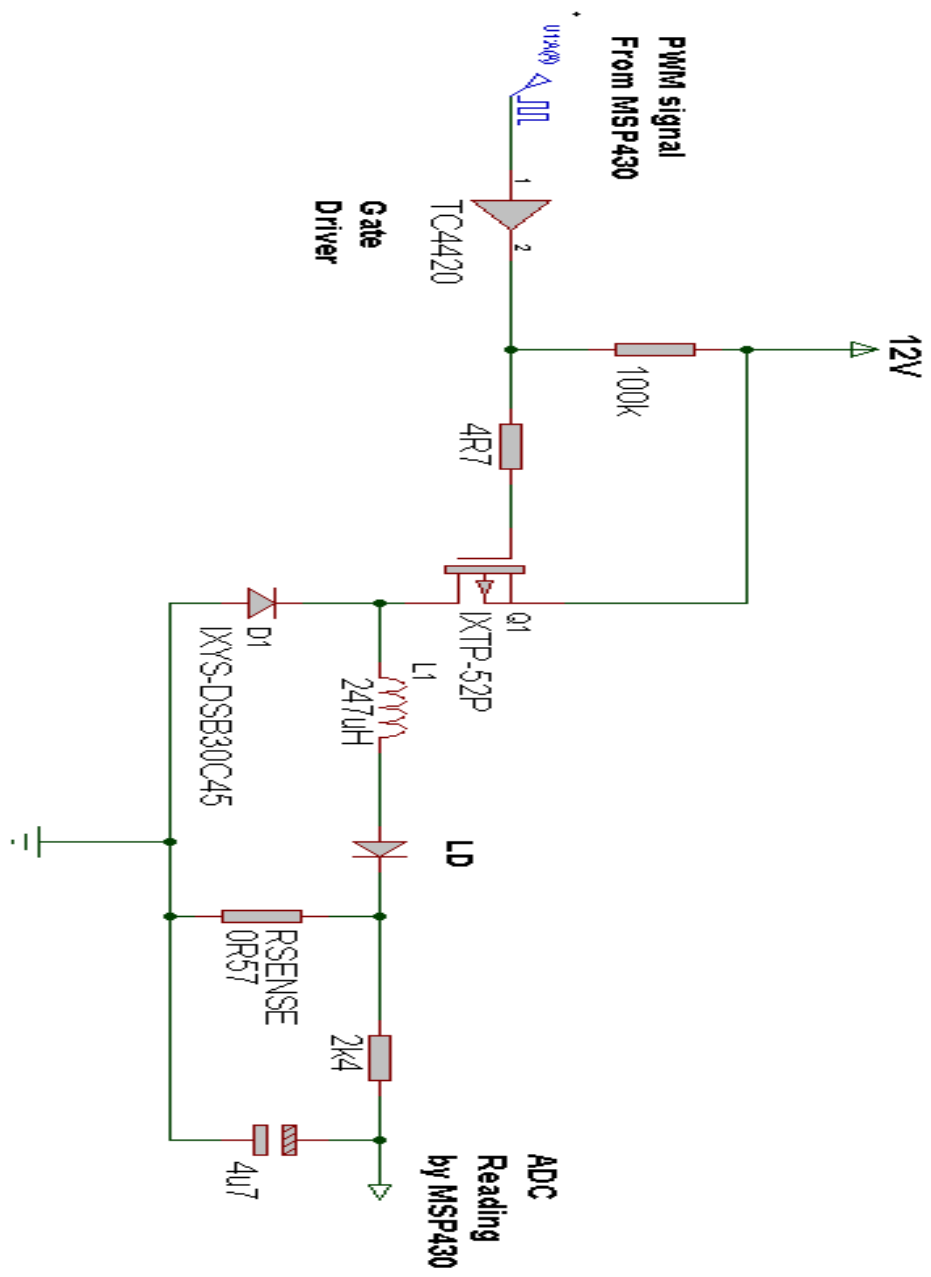 PWM signal
From MSP430
U1:A(A)
1
2
TC4420
Gate
Driver
12V
100k
4R7
Q1
IXTP-52P
D1
IXYS-DSB30C45
L1
247uH
LD
RSENSE
0R57
2k4
4u7
ADC
Reading
by MSP430